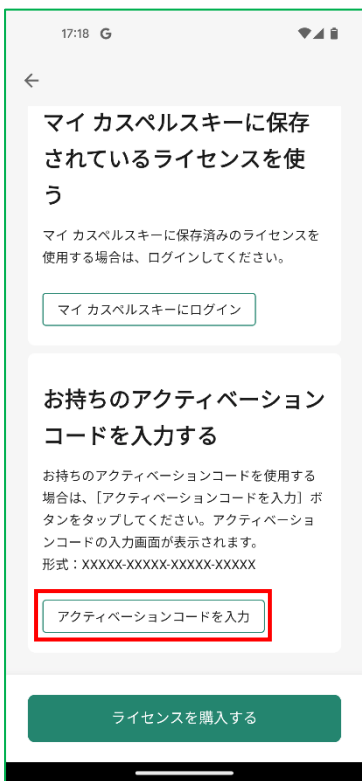 17:18 G
マイ カスペルスキーに保存
されているライセンスを使
う
マイ カスペルスキーに保存済みのライセンスを
使用する場合は、ログインしてください。
マイ カスペルスキーにログイン
お持ちのアクティベーション
コードを入力する
お持ちのアクティベーションコードを使用する
場合は、[アクティベーションコードを入力] ボ
タンをタップしてください。アクティベーショ
ンコードの入力画面が表示されます。
形式：XXXXX-XXXXX-XXXXX-XXXXX
アクティベーションコードを入力
ライセンスを購入する